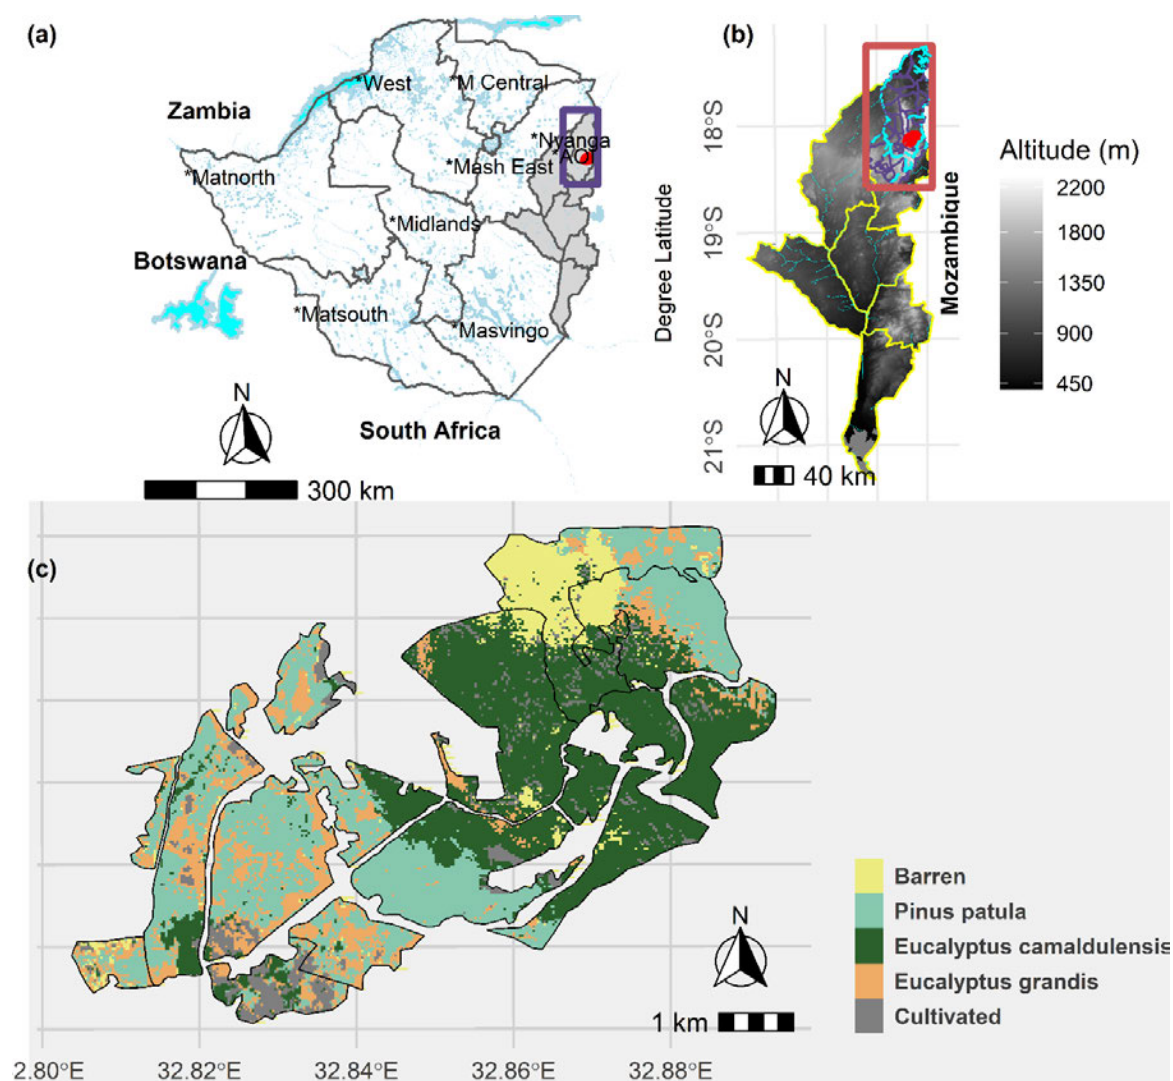 (a)
(b)
*West
*M Central
Zambia
*Nyanga
*AOI
*Mash East
*Matnorth
*Midlands
Botswana
*Matsouth
*Masvingo
N
South Africa
300 km
Degree Latitude
18°S
19°S
20°S
21°S
Mozambique
N
40 km
Altitude (m)
2200
1800
1350
900
450
(c)
Barren
Pinus patula
Eucalyptus camaldulensis
Eucalyptus grandis
Cultivated
N
1 km
2.80°E
32.82°E
32.84°E
32.86°E
32.88°E